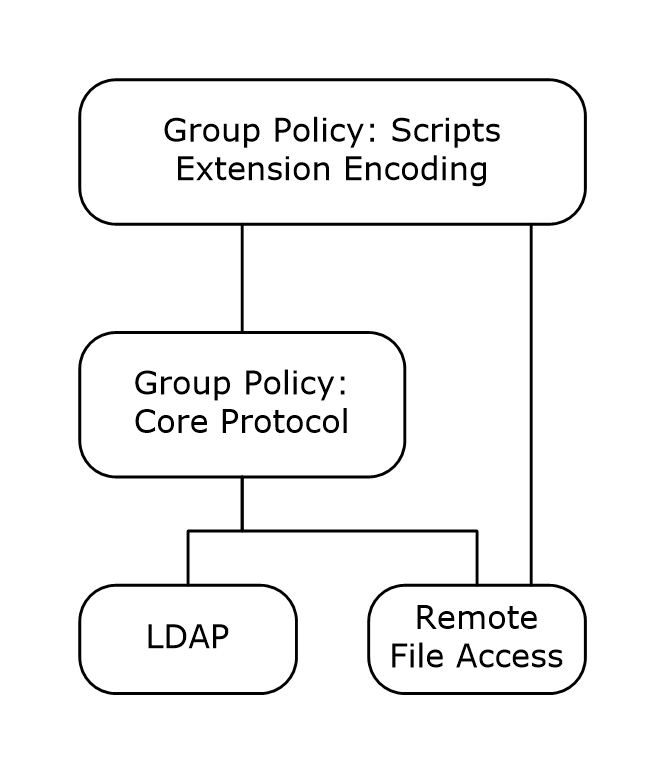 Group Policy: Scripts
Extension Encoding
Group Policy:
Core Protocol
LDAP
Remote
File Access